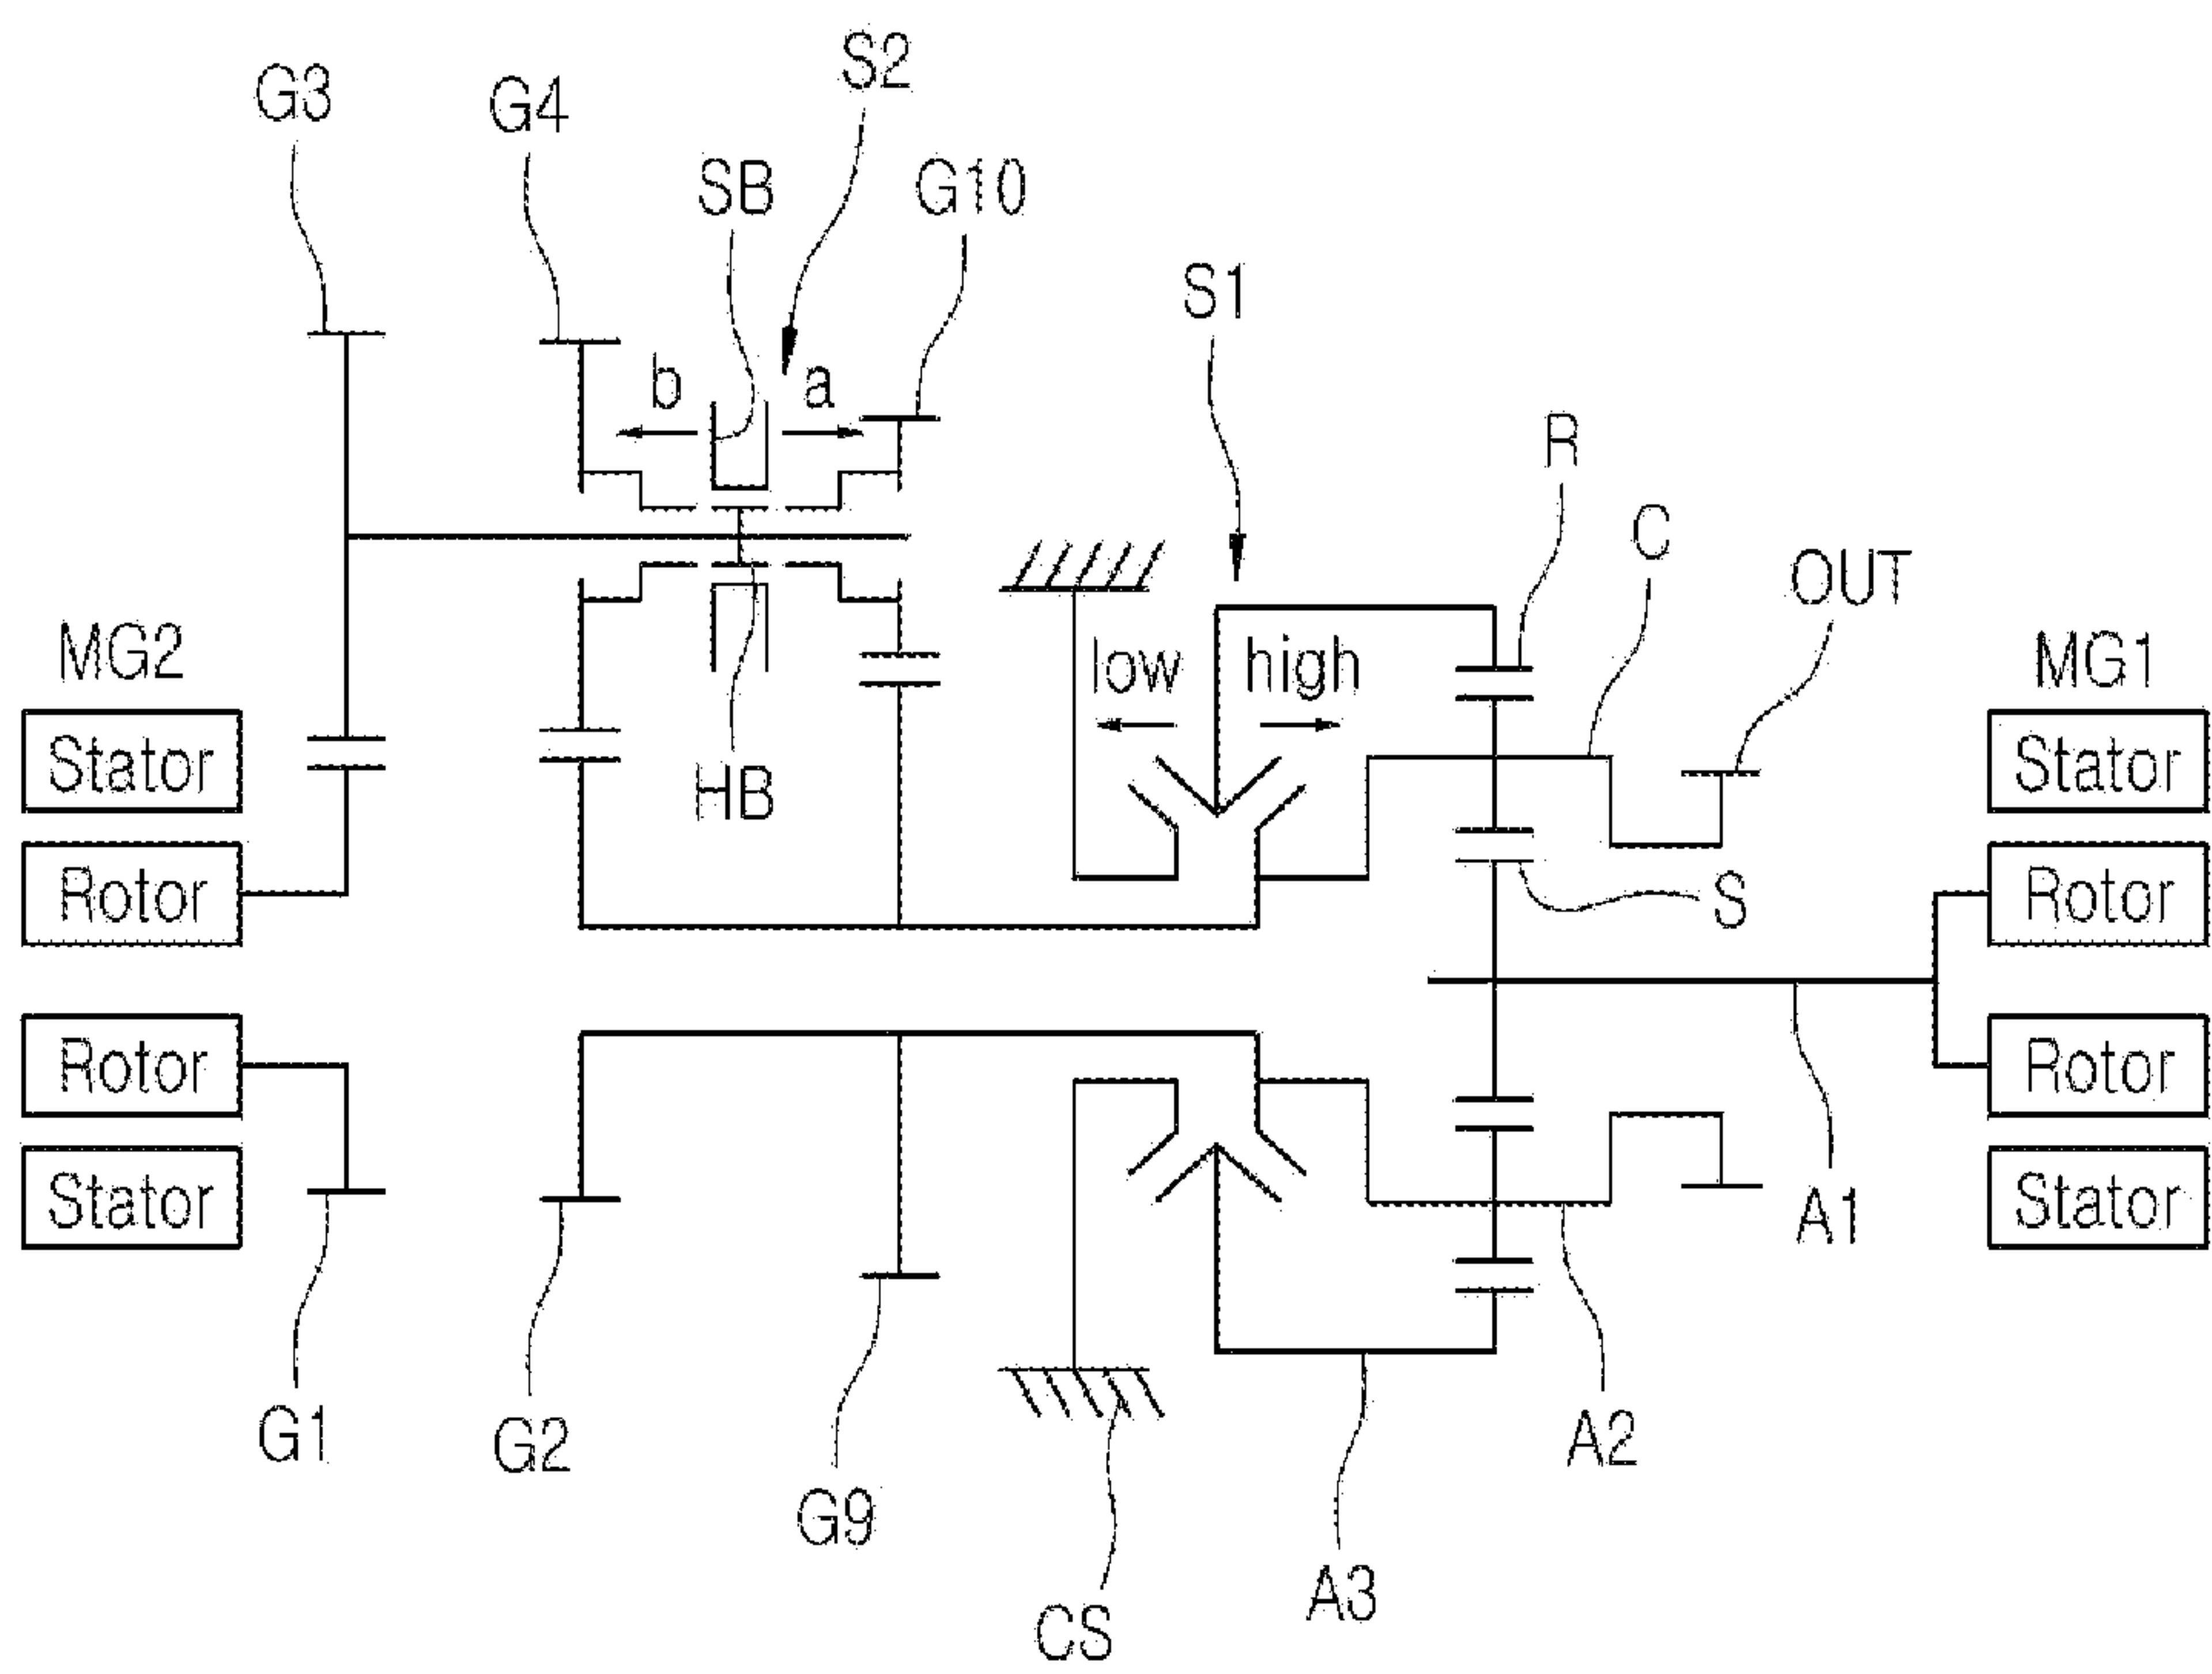 S2
G3
G4
SB
G10
S1
b
a
R
C
OUT
MG2
low
high
MG1
Stator
HB
Stator
Rotor
S
Rotor
Rotor
Rotor
Stator
A1
Stator
G1
G2
A2
G9
A3
CS